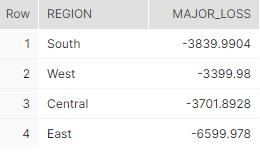 Row REGION MAJOR_LOSS
1 South -3839.9904
2 West -3399.98
3 Central -3701.8928
4 East -6599.978